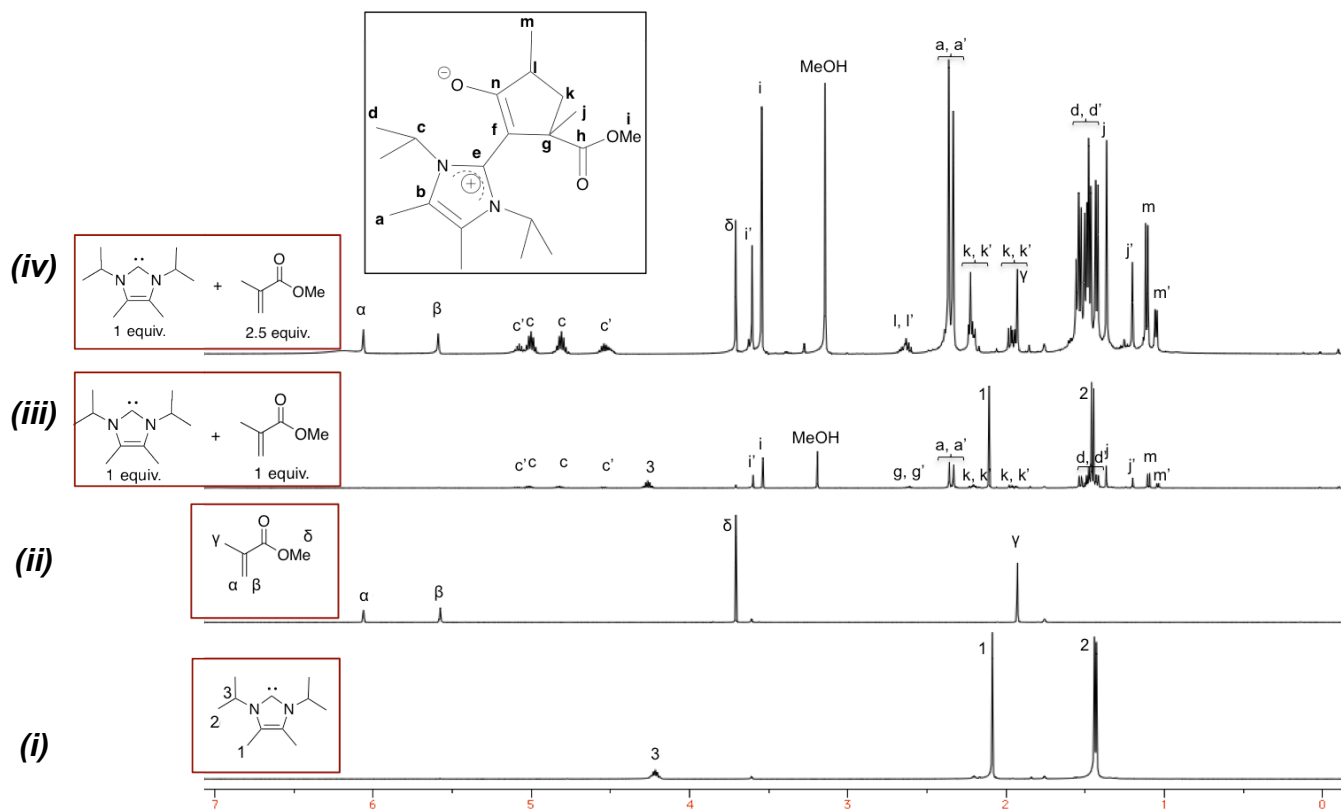 m
l
n
⊖
O
k
j
i
d
c
f
h
OMe
g
O
e
N
b
+
N
a
MeOH
a, a’
i
d, d’
j
δ
i’
k, k’
k, k’
γ
m
j’
m’
α
β
c’
c
c
c’
l, l’
(iv)
N
N
+
O
OMe
1 equiv.
2.5 equiv.
1
2
(iii)
N
N
+
O
OMe
1 equiv.
1 equiv.
MeOH
i
i’
a, a’
d, d’
j
m
c’
c
c
c’
3
g, g’
k, k’
k, k’
j’
m’
(ii)
γ
O
δ
OMe
α
β
δ
γ
α
β
(i)
3
N
N
2
1
1
2
3
7
6
5
4
3
2
1
0